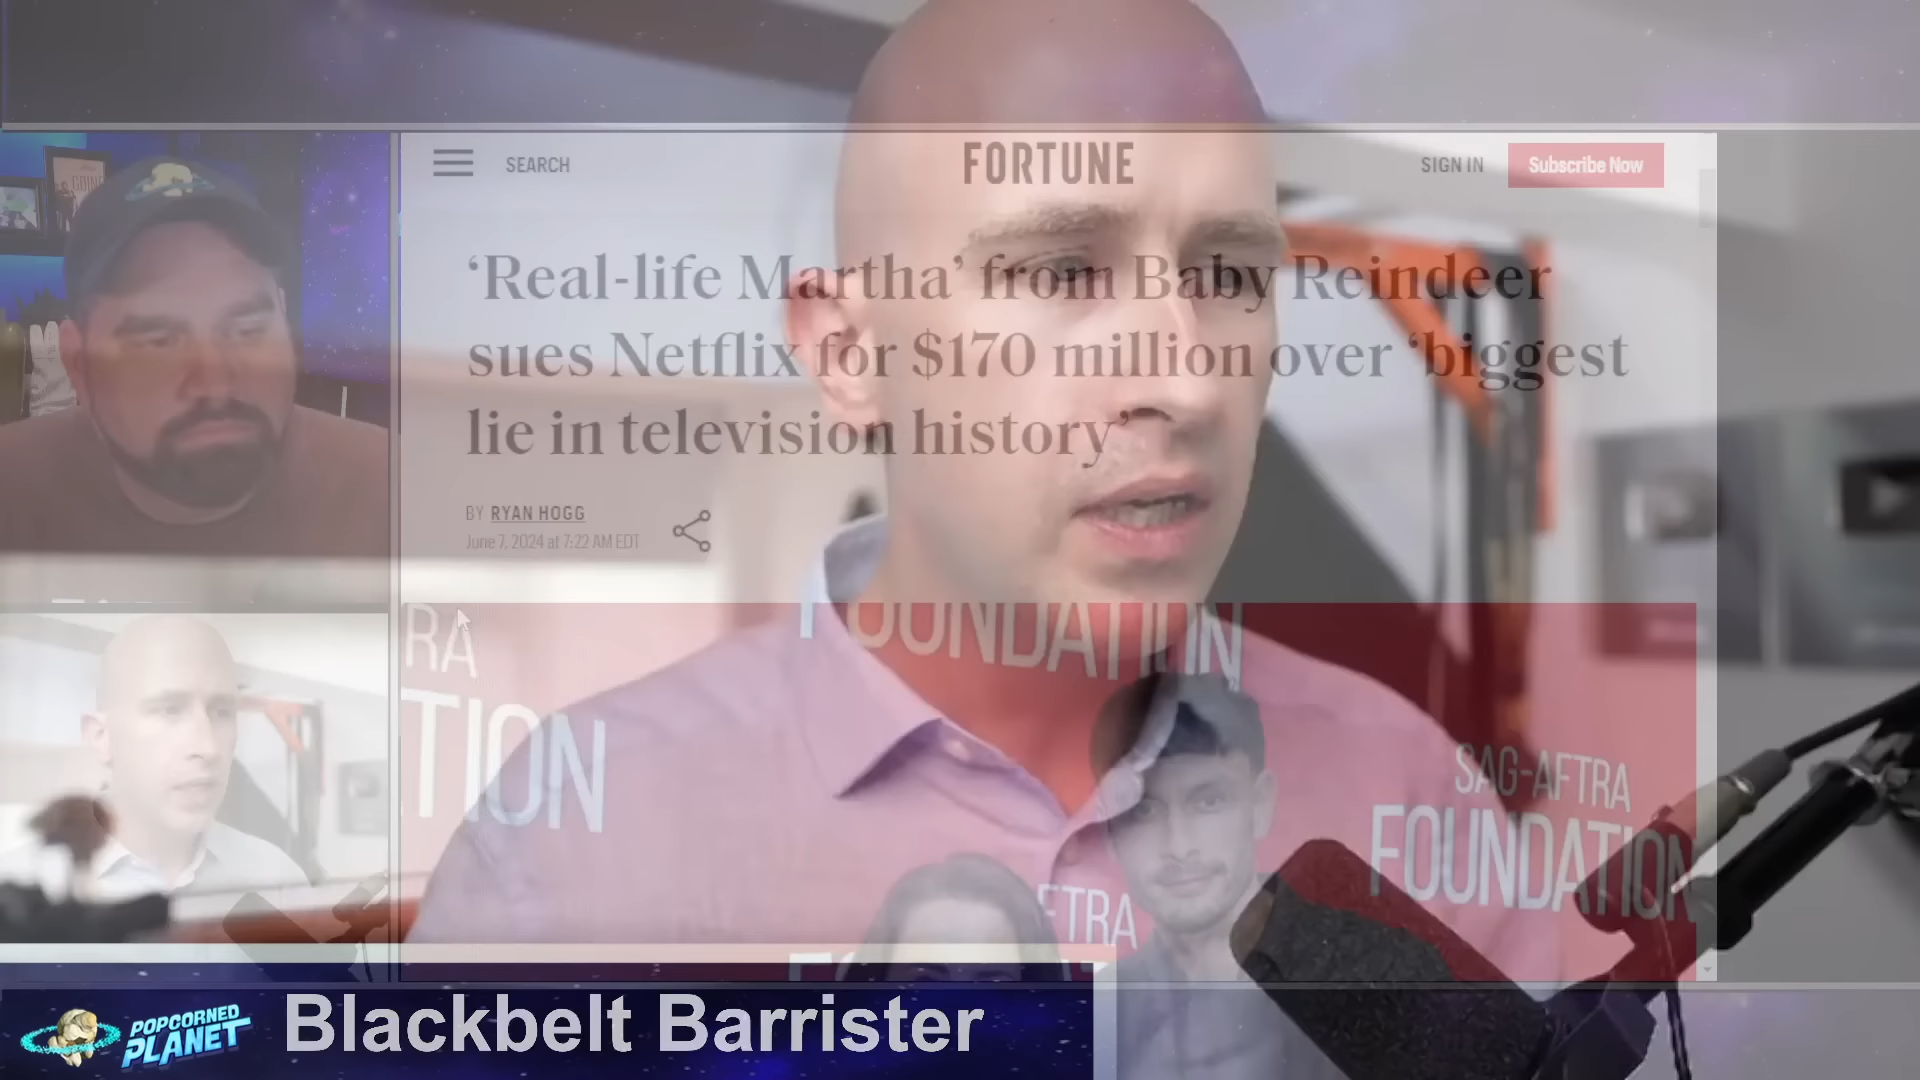 SEARCH
FORTUNE
SIGN IN
Subscribe Now
‘Real-life Martha’ from Baby Reindeer
sues Netflix for $170 million over ‘biggest
lie in television history’
BY RYAN HOGG
June 7, 2024 at 7:22 AM EDT
RA
TION
FOUNDATION
SAG-AFTRA
FOUNDATION
FTRA
POPCORNED
PLANET
Blackbelt Barrister